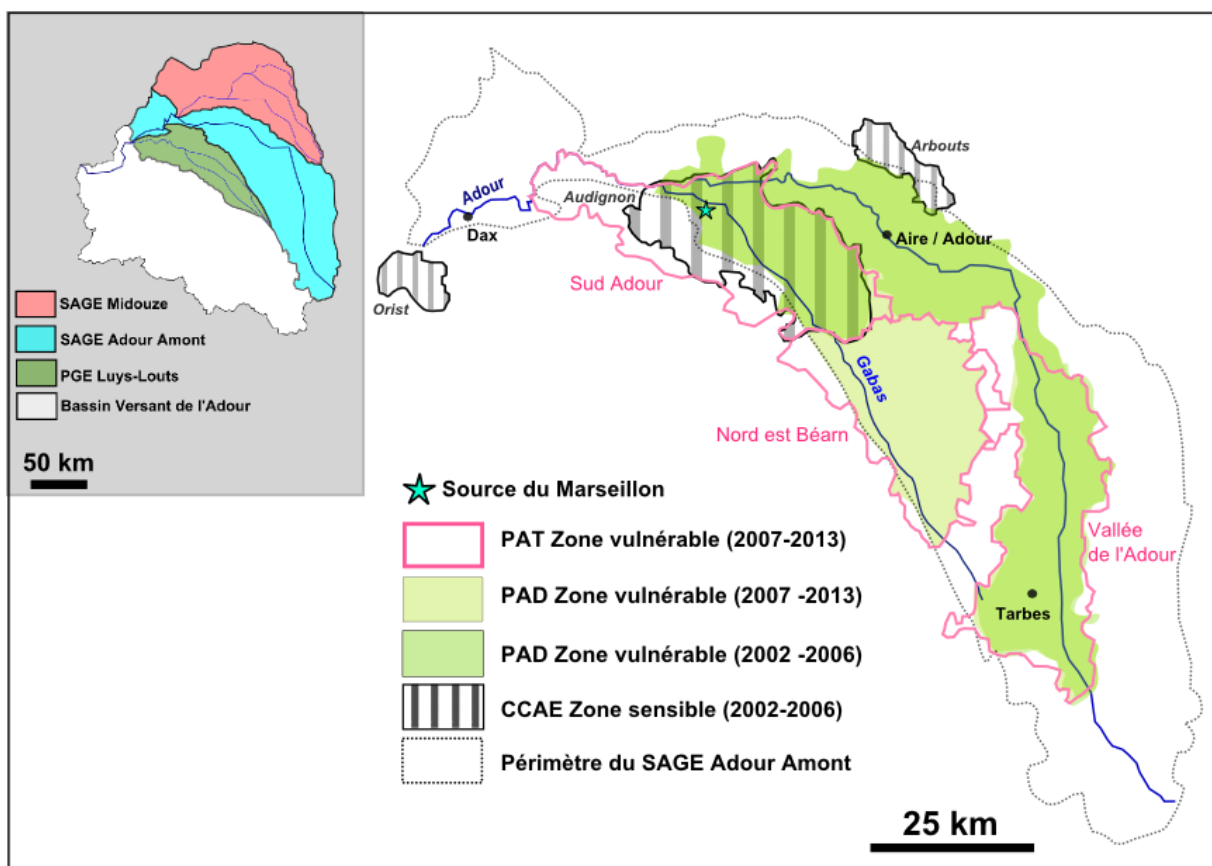 SAGE Midouze
SAGE Adour Amont
PGE Luys-Louts
Bassin Versant de l'Adour
50 km
Arbouts
Audignon
Adour
Dax
Aire / Adour
Orist
Sud Adour
Gabas
Nord est Béarn
Vallée
de l'Adour
Tarbes
Source du Marseillon
PAT Zone vulnérable (2007-2013)
PAD Zone vulnérable (2007 -2013)
PAD Zone vulnérable (2002 -2006)
CCAE Zone sensible (2002-2006)
Périmètre du SAGE Adour Amont
25 km